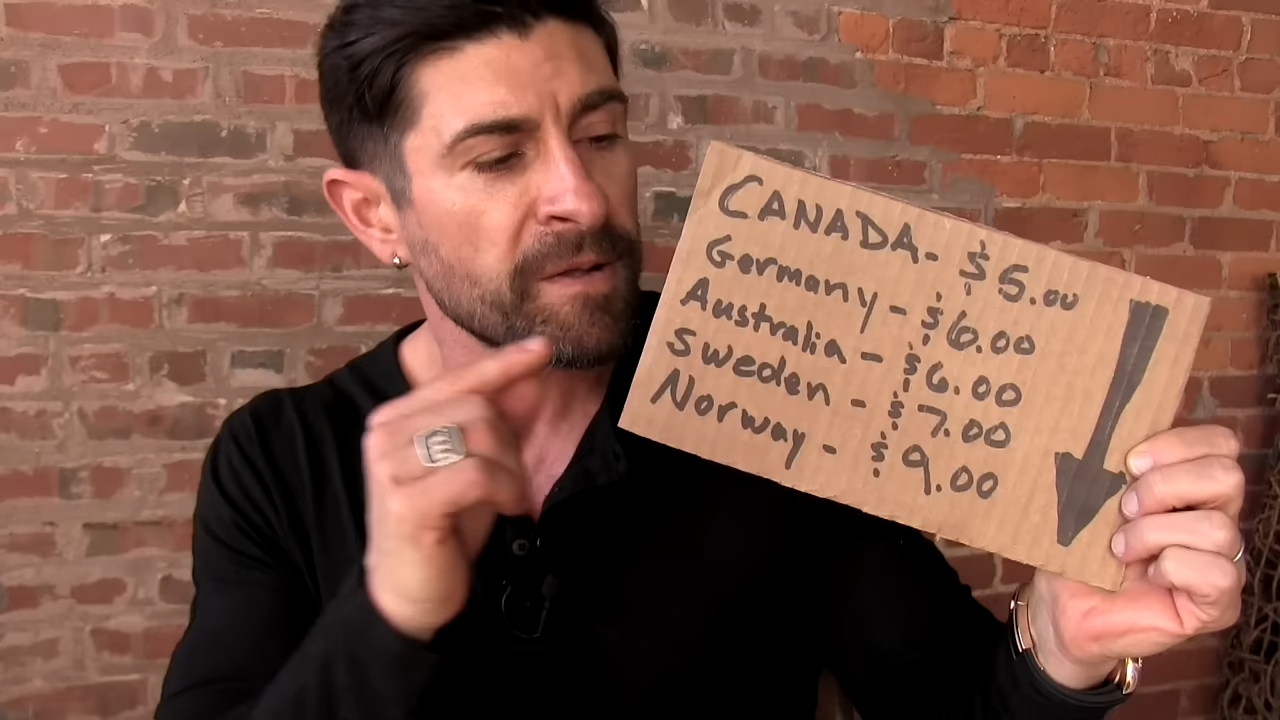 CANADA- $5.00
Germany - $6.00
Australia - $6.00
Sweden - $7.00
Norway - $9.00